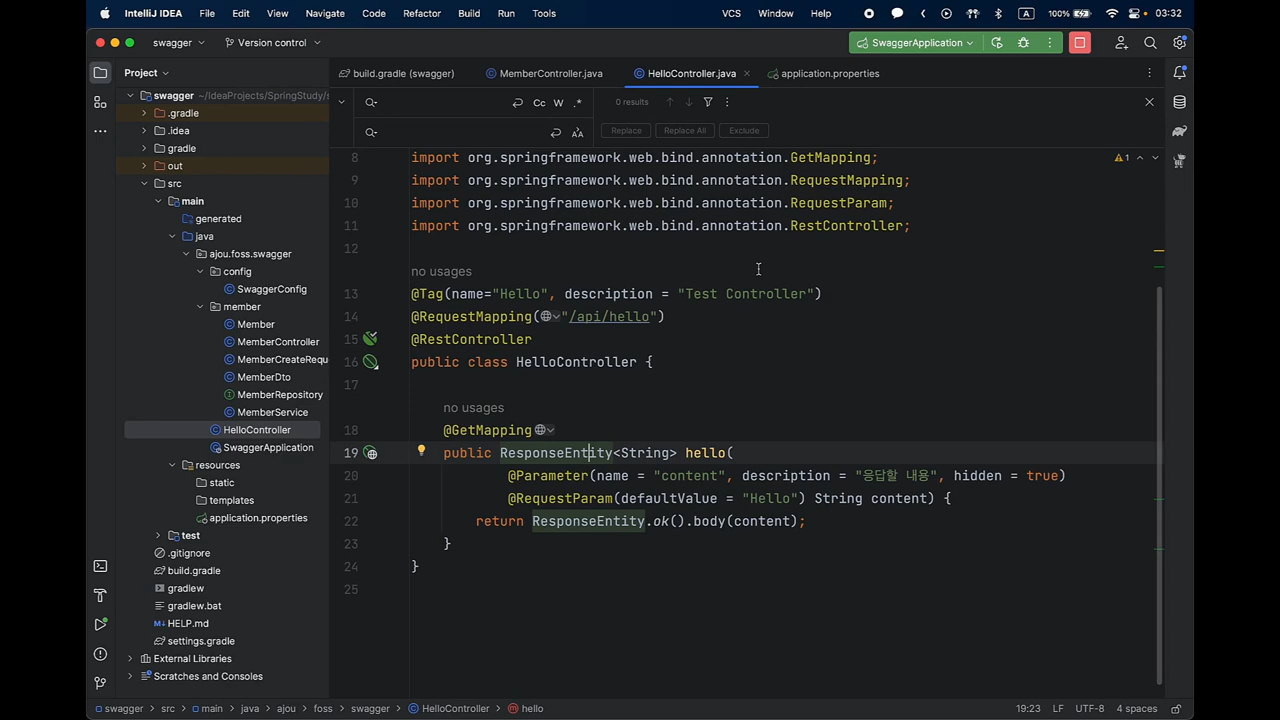 IntelliJ IDEA File Edit View Navigate Code Refactor Build Run Tools VCS Window Help A 100% 03:32
swagger Version control SwaggerApplication
Project
build.gradle (swagger) MemberController.java HelloController.java application.properties
swagger ~/IdeaProjects/SpringStudy/s
.gradle
.idea
gradle
out
src
main
generated
java
ajou.foss.swagger
config
SwaggerConfig
member
Member
MemberController
MemberCreateRequ
MemberDto
MemberRepository
MemberService
HelloController
SwaggerApplication
resources
static
templates
application.properties
test
.gitignore
build.gradle
gradlew
gradlew.bat
M↓ HELP.md
settings.gradle
External Libraries
Scratches and Consoles
Cc W .* 0 results
Replace Replace All Exclude
1
8 import org.springframework.web.bind.annotation.GetMapping;
9 import org.springframework.web.bind.annotation.RequestMapping;
10 import org.springframework.web.bind.annotation.RequestParam;
11 import org.springframework.web.bind.annotation.RestController;
12
no usages
13 @Tag(name="Hello", description = "Test Controller")
14 @RequestMapping("/api/hello")
15 @RestController
16 public class HelloController {
17
no usages
18 @GetMapping
19 public ResponseEntity<String> hello(
20 @Parameter(name = "content", description = "응답할 내용", hidden = true)
21 @RequestParam(defaultValue = "Hello") String content) {
22 return ResponseEntity.ok().body(content);
23 }
24 }
25
swagger > src > main > java > ajou > foss > swagger > HelloController > hello 19:23 LF UTF-8 4 spaces